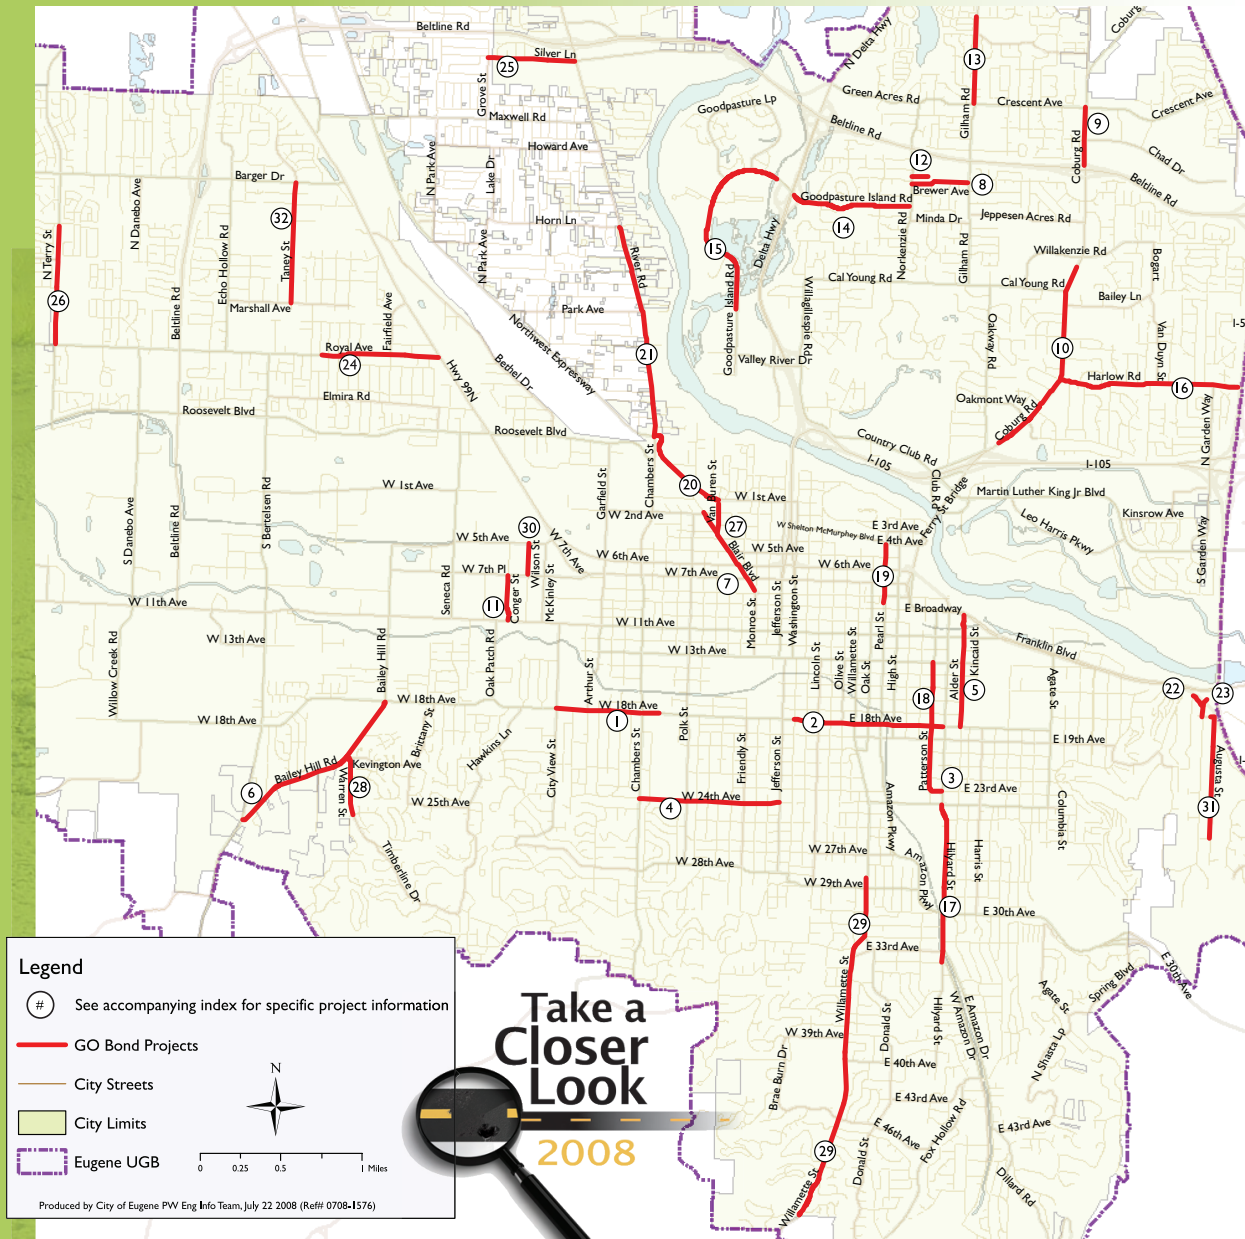 Beltline Rd
Silver Ln
25
Grove St
Maxwell Rd
Howard Ave
N Park Ave
Lake Dr
Horn Ln
N Park Ave
River Rd
Park Ave
21
Northwest Expressway
Bethel Dr
Goodpasture Lp
N Delta Hwy
Green Acres Rd
Beltline Rd
Gilham Rd
13
Crescent Ave
Crescent Ave
Coburg
Coburg Rd
9
Chad Dr
Beltline Rd
12
8
Brewer Ave
Goodpasture Island Rd
14
Minda Dr
Jeppesen Acres Rd
Norkenzie Rd
Gilham Rd
Willakenzie Rd
Cal Young Rd
Cal Young Rd
Bogart
Bailey Ln
Van Duyn St
I-5
15
Goodpasture Island Rd
Delta Hwy
Willagillespie Rd
Valley River Dr
Oakway Rd
10
Harlow Rd
16
Oakmont Way
Coburg Rd
N Garden Way
Country Club Rd
I-105
I-105
Club Rd
Ferry St Bridge
Martin Luther King Jr Blvd
Kinsrow Ave
Leo Harris Pkwy
S Garden Way
Barger Dr
N Danebo Ave
32
Taney St
Echo Hollow Rd
N Terry St
26
Beltline Rd
Marshall Ave
Fairfield Ave
Royal Ave
24
Hwy 99N
Elmira Rd
Roosevelt Blvd
Roosevelt Blvd
W 1st Ave
Garfield St
Chambers St
20
Van Buren St
W 1st Ave
W 2nd Ave
27
W Shelton McMurphey Blvd
E 3rd Ave
E 4th Ave
S Danebo Ave
Beltline Rd
S Bertelsen Rd
W 5th Ave
30
Wilson St
W 7th Ave
W 6th Ave
W 5th Ave
Blair Blvd
W 6th Ave
19
W 7th Pl
W 7th Ave
7
Seneca Rd
11
Conger St
McKinley St
Monroe St
Jefferson St
Washington St
Pearl St
E Broadway
W 11th Ave
W 11th Ave
Franklin Blvd
W 13th Ave
W 13th Ave
Willow Creek Rd
Bailey Hill Rd
Oak Patch Rd
Arthur St
Lincoln St
Olive St
Willamette St
Oak St
High St
18
Alder St
5
Kincaid St
Agate St
22
23
W 18th Ave
W 18th Ave
W 18th Ave
1
2
E 18th Ave
E 19th Ave
Brittany St
Hawkins Ln
Polk St
Chambers St
City View St
Friendly St
Jefferson St
Patterson St
3
E 23rd Ave
Augusta St
31
Bailey Hill Rd
Kevington Ave
6
Warren St
28
W 25th Ave
4
W 24th Ave
Amazon Pkwy
Columbia St
Timberline Dr
W 28th Ave
W 27th Ave
Amazon Pkwy
Hilyard St
Harris St
W 29th Ave
17
E 30th Ave
29
E 33rd Ave
E 30th Ave
Spring Blvd
Willamette St
W 39th Ave
Donald St
Hilyard St
W Amazon Dr
E Amazon Dr
Agate St
N Shasta Lp
Brae Burn Dr
E 40th Ave
E 43rd Ave
E 43rd Ave
E 46th Ave
Fox Hollow Rd
29
Donald St
Dillard Rd
Willamette St
Legend
# See accompanying index for specific project information
GO Bond Projects
City Streets
City Limits
Eugene UGB
N
0 0.25 0.5 1 Miles
Produced by City of Eugene PW Eng Info Team, July 22 2008 (Ref# 0708-1576)
Take a
Closer
Look
2008